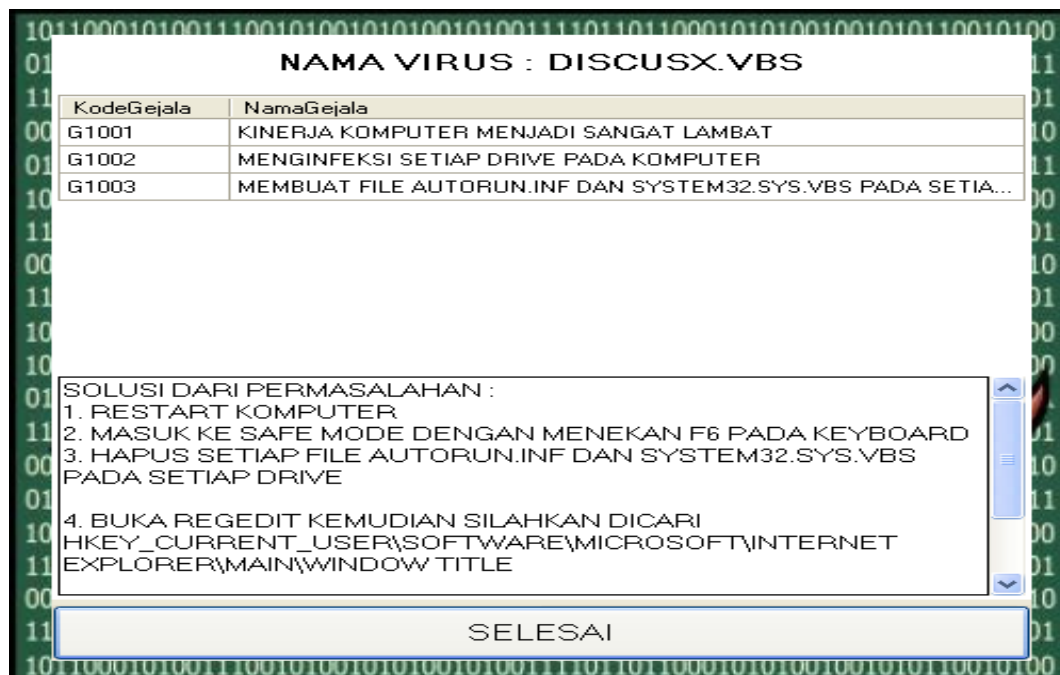 NAMA VIRUS : DISCUSX.VBS
KodeGejala NamaGejala
G1001 KINERJA KOMPUTER MENJADI SANGAT LAMBAT
G1002 MENGINFEKSI SETIAP DRIVE PADA KOMPUTER
G1003 MEMBUAT FILE AUTORUN.INF DAN SYSTEM32.SYS.VBS PADA SETIA...
SOLUSI DARI PERMASALAHAN :
1. RESTART KOMPUTER
2. MASUK KE SAFE MODE DENGAN MENEKAN F6 PADA KEYBOARD
3. HAPUS SETIAP FILE AUTORUN.INF DAN SYSTEM32.SYS.VBS
PADA SETIAP DRIVE
4. BUKA REGEDIT KEMUDIAN SILAHKAN DICARI
HKEY_CURRENT_USER\SOFTWARE\MICROSOFT\INTERNET
EXPLORER\MAIN\WINDOW TITLE
SELESAI